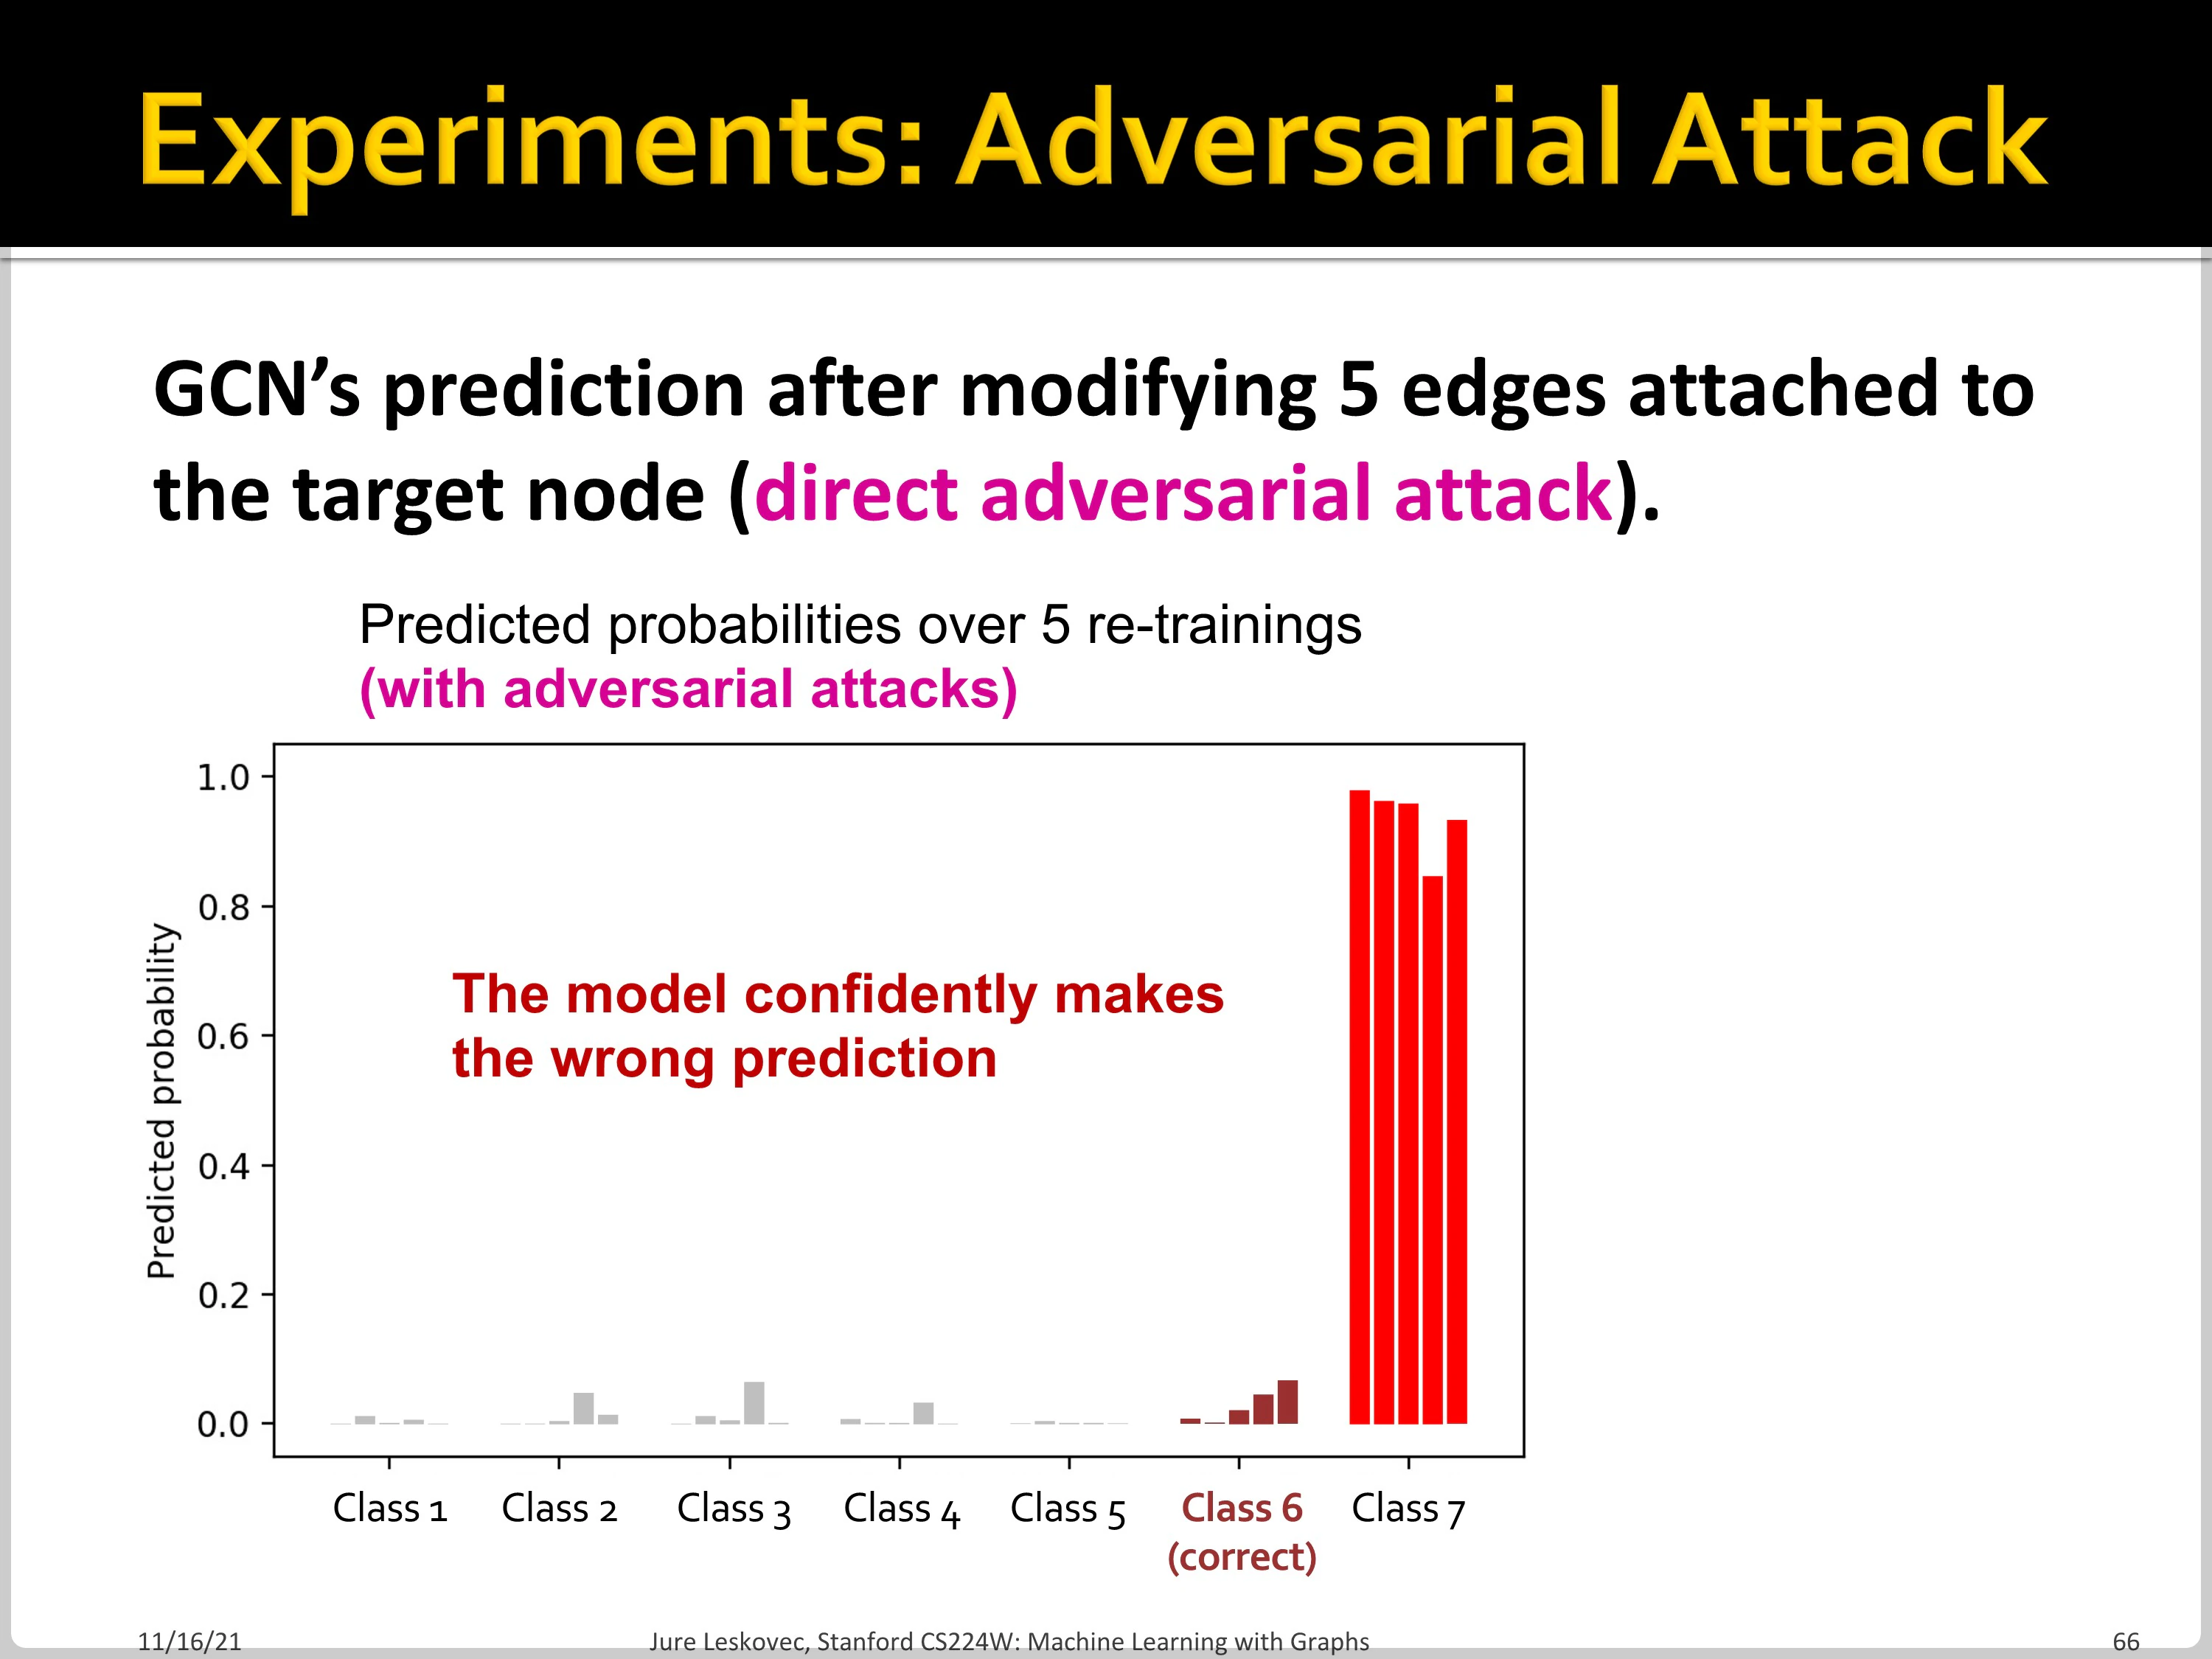 Experiments: Adversarial Attack
GCN’s prediction after modifying 5 edges attached to
the target node (direct adversarial attack).
Predicted probabilities over 5 re-trainings
(with adversarial attacks)
1.0
0.8
0.6
0.4
0.2
0.0
Predicted probability
The model confidently makes
the wrong prediction
Class 1 Class 2 Class 3 Class 4 Class 5 Class 6 Class 7
(correct)
11/16/21 Jure Leskovec, Stanford CS224W: Machine Learning with Graphs 66